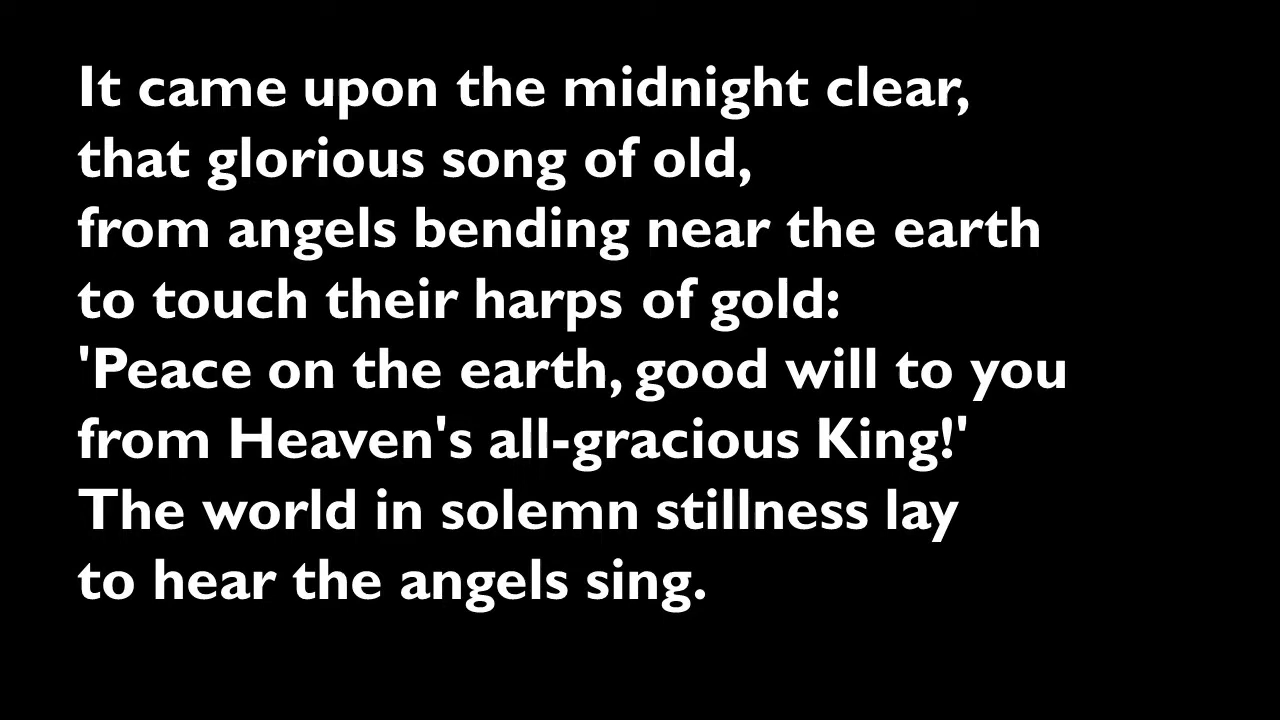 It came upon the midnight clear,
that glorious song of old,
from angels bending near the earth
to touch their harps of gold:
'Peace on the earth, good will to you
from Heaven's all-gracious King!'
The world in solemn stillness lay
to hear the angels sing.